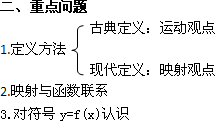 二、重点问题
古典定义：运动观点
1.定义方法
现代定义：映射观点
2.映射与函数联系
3.对符号 y=f(x)认识